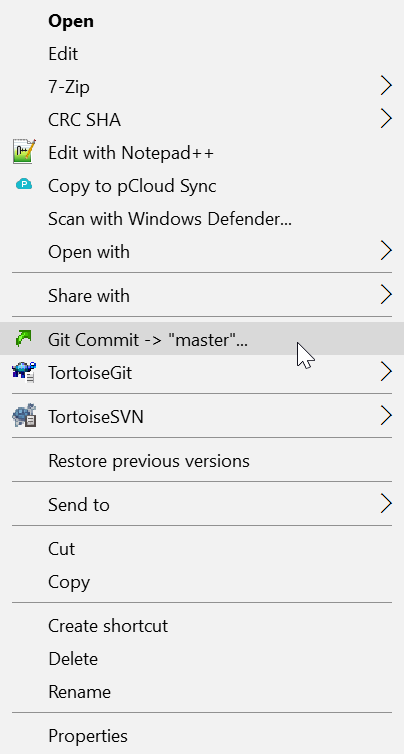 Open
Edit
7-Zip
CRC SHA
Edit with Notepad++
Copy to pCloud Sync
Scan with Windows Defender...
Open with
Share with
Git Commit -> "master"...
TortoiseGit
TortoiseSVN
Restore previous versions
Send to
Cut
Copy
Create shortcut
Delete
Rename
Properties